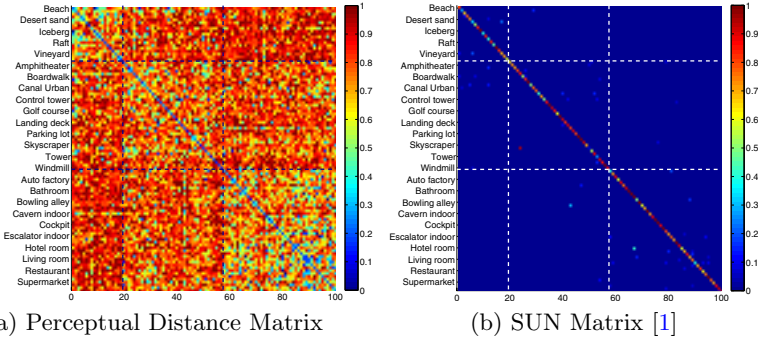 Beach
Desert sand
Iceberg
Raft
Vineyard
Amphitheater
Boardwalk
Canal Urban
Control tower
Golf course
Landing deck
Parking lot
Skyscraper
Tower
Windmill
Auto factory
Bathroom
Bowling alley
Cavern indoor
Cockpit
Escalator indoor
Hotel room
Living room
Restaurant
Supermarket
0 20 40 60 80 100
1
0.9
0.8
0.7
0.6
0.5
0.4
0.3
0.2
0.1
0
a) Perceptual Distance Matrix
Beach
Desert sand
Iceberg
Raft
Vineyard
Amphitheater
Boardwalk
Canal Urban
Control tower
Golf course
Landing deck
Parking lot
Skyscraper
Tower
Windmill
Auto factory
Bathroom
Bowling alley
Cavern indoor
Cockpit
Escalator indoor
Hotel room
Living room
Restaurant
Supermarket
0 20 40 60 80 100
1
0.9
0.8
0.7
0.6
0.5
0.4
0.3
0.2
0.1
0
(b) SUN Matrix [1]